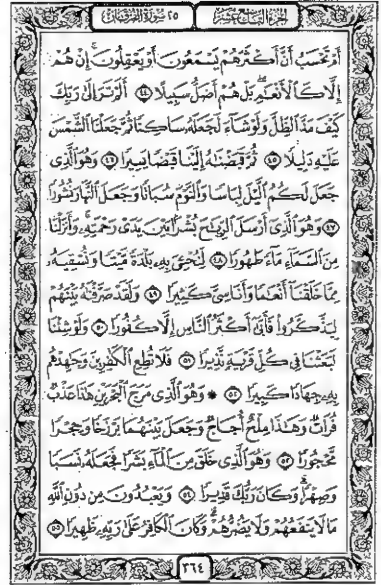 الجزء التاسع عشر ٢٥ سورة الفرقان
أَمْ تَحْسَبُ أَنَّ أَكْثَرَهُمْ يَسْمَعُونَ أَوْ يَعْقِلُونَ ۚ إِنْ هُمْ
إِلَّا كَالْأَنْعَامِ ۖ بَلْ هُمْ أَضَلُّ سَبِيلًا ٤٤ أَلَمْ تَرَ إِلَىٰ رَبِّكَ
كَيْفَ مَدَّ الظِّلَّ وَلَوْ شَاءَ لَجَعَلَهُ سَاكِنًا ثُمَّ جَعَلْنَا الشَّمْسَ
عَلَيْهِ دَلِيلًا ٤٥ ثُمَّ قَبَضْنَاهُ إِلَيْنَا قَبْضًا يَسِيرًا ٤٦ وَهُوَ الَّذِي
جَعَلَ لَكُمُ اللَّيْلَ لِبَاسًا وَالنَّوْمَ سُبَاتًا وَجَعَلَ النَّهَارَ نُشُورًا
٤٧ وَهُوَ الَّذِي أَرْسَلَ الرِّيَاحَ بُشْرًا بَيْنَ يَدَيْ رَحْمَتِهِ ۚ وَأَنْزَلْنَا
مِنَ السَّمَاءِ مَاءً طَهُورًا ٤٨ لِنُحْيِيَ بِهِ بَلْدَةً مَيْتًا وَنُسْقِيَهُ
مِمَّا خَلَقْنَا أَنْعَامًا وَأَنَاسِيَّ كَثِيرًا ٤٩ وَلَقَدْ صَرَّفْنَاهُ بَيْنَهُمْ
لِيَذَّكَّرُوا فَأَبَىٰ أَكْثَرُ النَّاسِ إِلَّا كُفُورًا ٥٠ وَلَوْ شِئْنَا
لَبَعَثْنَا فِي كُلِّ قَرْيَةٍ نَذِيرًا ٥١ فَلَا تُطِعِ الْكَافِرِينَ وَجَاهِدْهُمْ
بِهِ جِهَادًا كَبِيرًا ٥٢ * وَهُوَ الَّذِي مَرَجَ الْبَحْرَيْنِ هَٰذَا عَذْبٌ
فُرَاتٌ وَهَٰذَا مِلْحٌ أُجَاجٌ وَجَعَلَ بَيْنَهُمَا بَرْزَخًا وَحِجْرًا
مَحْجُورًا ٥٣ وَهُوَ الَّذِي خَلَقَ مِنَ الْمَاءِ بَشَرًا فَجَعَلَهُ نَسَبًا
وَصِهْرًا ۗ وَكَانَ رَبُّكَ قَدِيرًا ٥٤ وَيَعْبُدُونَ مِنْ دُونِ اللَّهِ
مَا لَا يَنْفَعُهُمْ وَلَا يَضُرُّهُمْ ۗ وَكَانَ الْكَافِرُ عَلَىٰ رَبِّهِ ظَهِيرًا ٥٥
٣٦٤